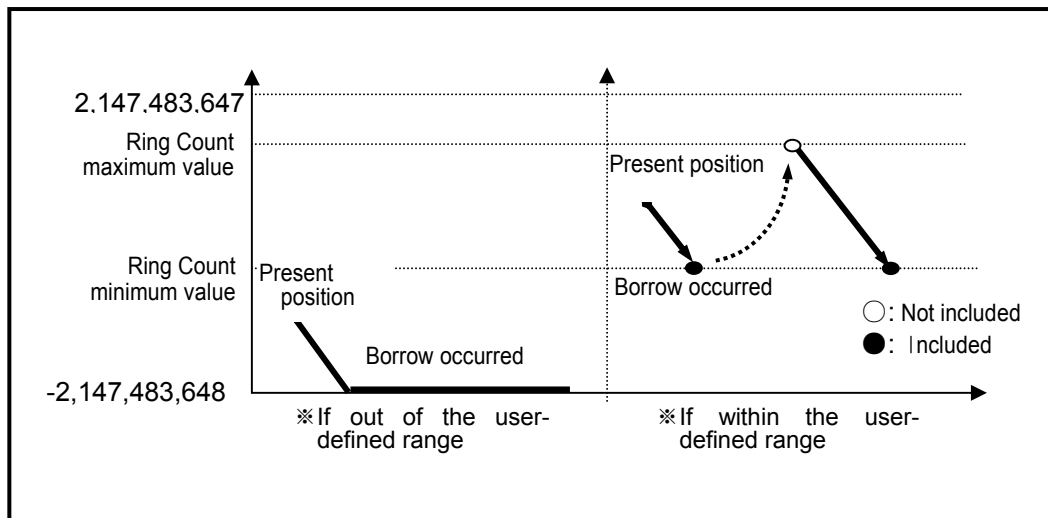 2,147,483,647
Ring Count
maximum value
Present position
Ring Count
minimum value
Present
position
Borrow occurred
○: Not included
●: Included
Borrow occurred
-2,147,483,648
※If out of the user-
defined range
※If within the user-
defined range